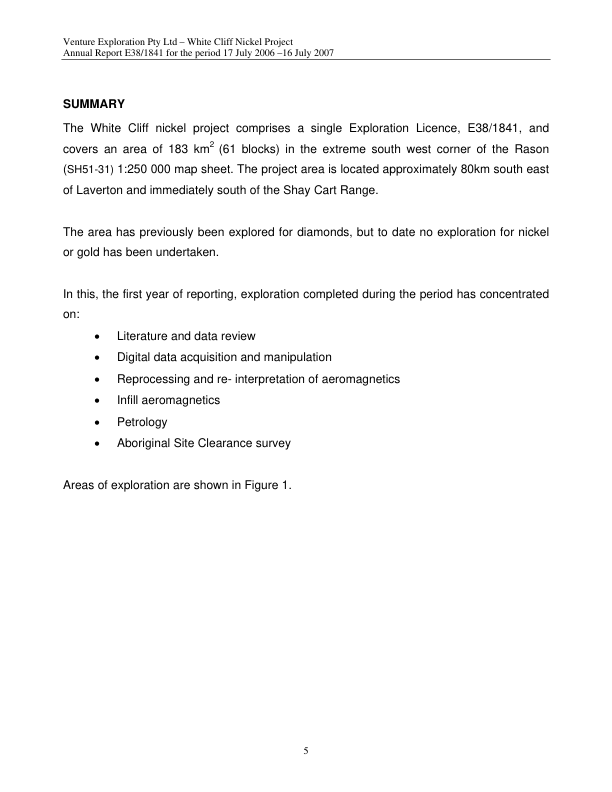 Venture Exploration Pty Ltd – White Cliff Nickel Project
Annual Report E38/1841 for the period 17 July 2006 –16 July 2007
SUMMARY
The White Cliff nickel project comprises a single Exploration Licence, E38/1841, and
covers an area of 183 km2 (61 blocks) in the extreme south west corner of the Rason
(SH51-31) 1:250 000 map sheet. The project area is located approximately 80km south east
of Laverton and immediately south of the Shay Cart Range.
The area has previously been explored for diamonds, but to date no exploration for nickel
or gold has been undertaken.
In this, the first year of reporting, exploration completed during the period has concentrated
on:
• Literature and data review
• Digital data acquisition and manipulation
• Reprocessing and re- interpretation of aeromagnetics
• Infill aeromagnetics
• Petrology
• Aboriginal Site Clearance survey
Areas of exploration are shown in Figure 1.
5